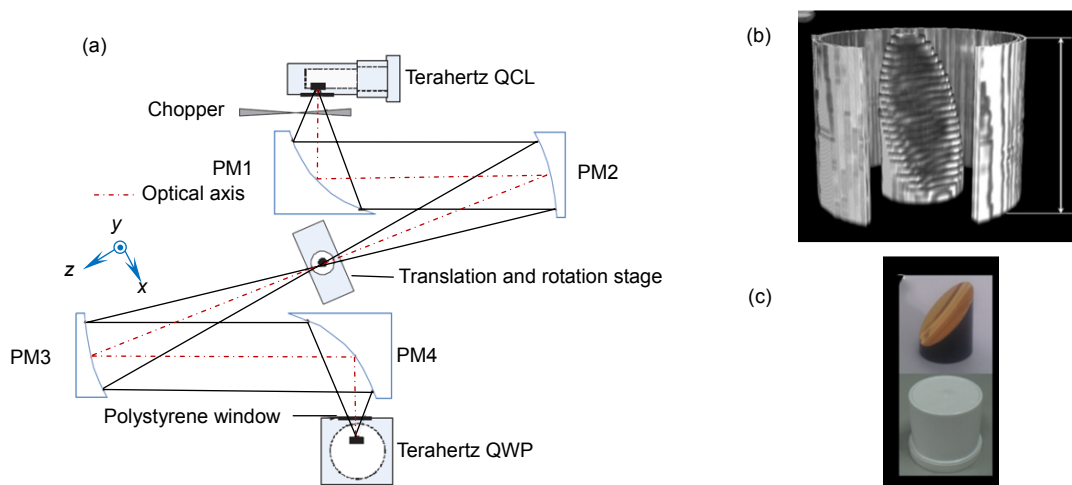 (a)
Terahertz QCL
Chopper
PM1
PM2
Optical axis
y
z
x
Translation and rotation stage
PM3
PM4
Polystyrene window
Terahertz QWP
(b)
(c)